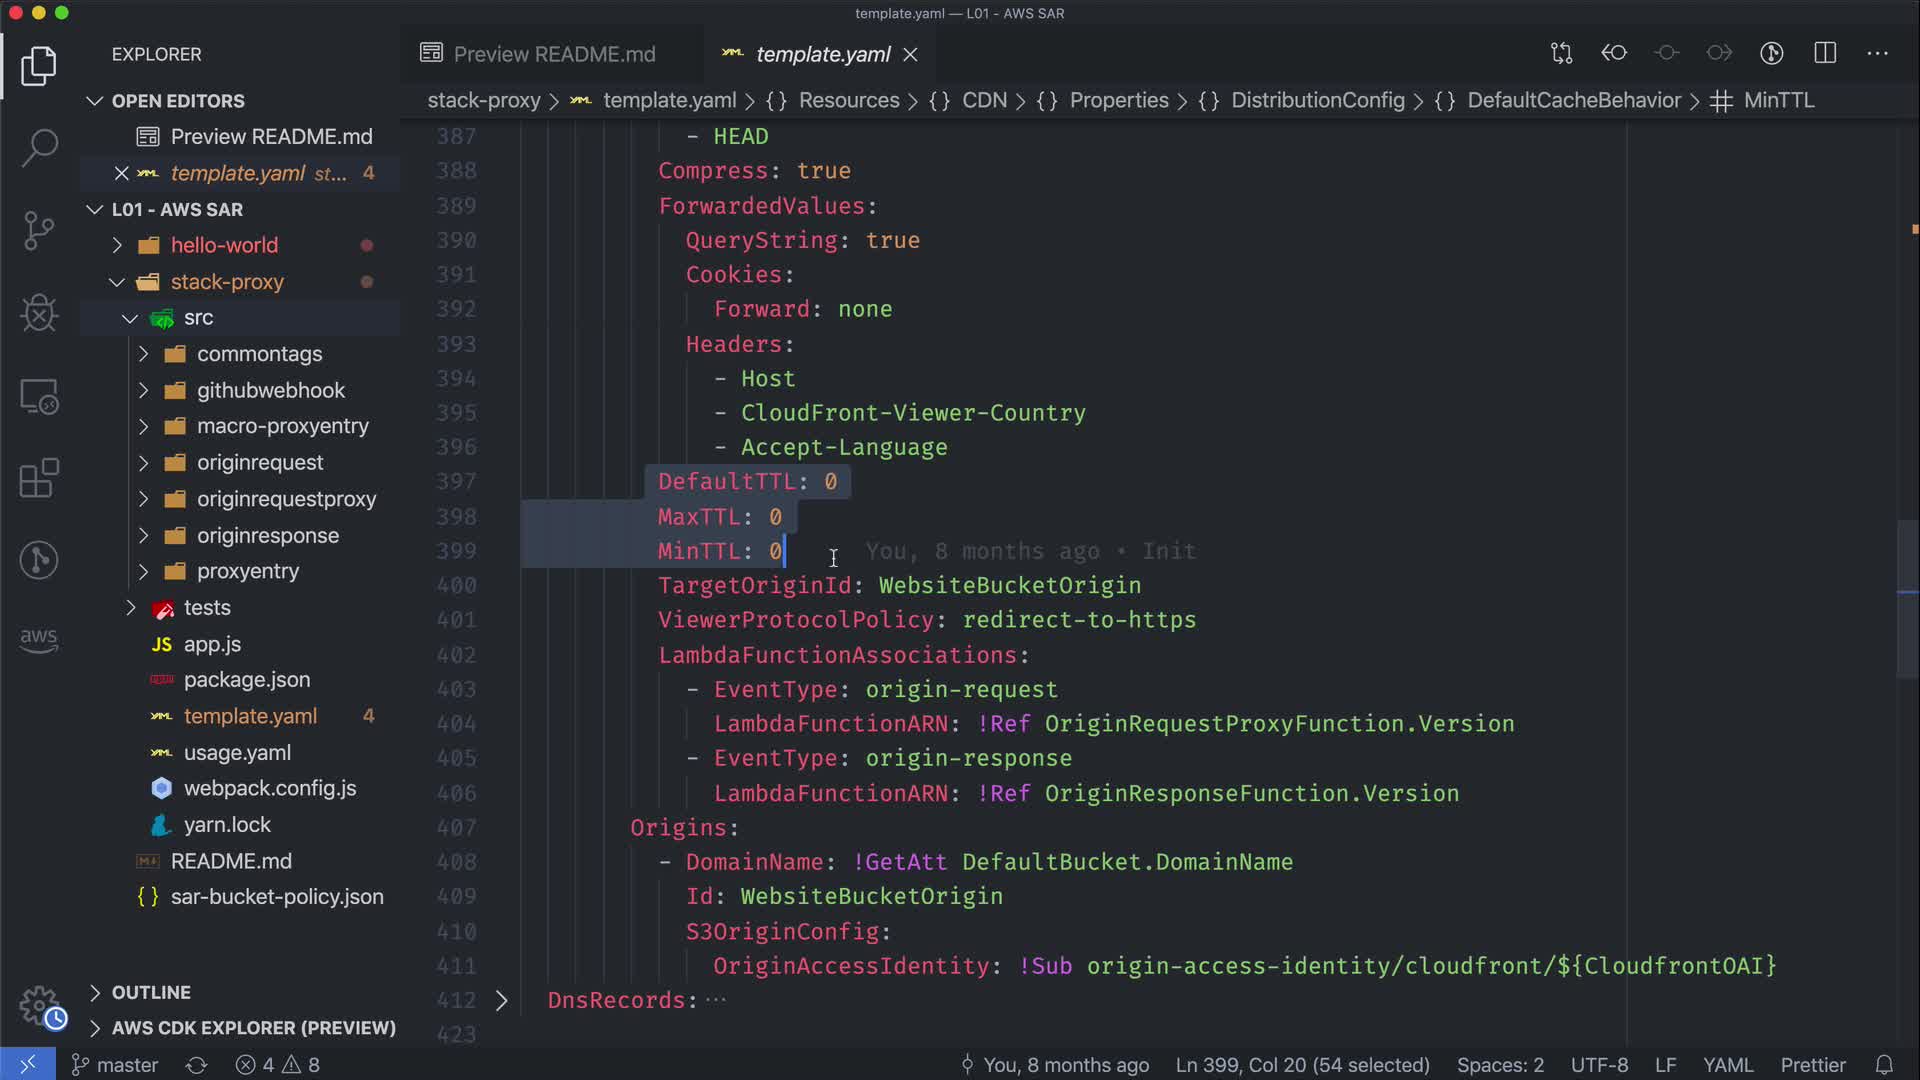 template.yaml — L01 - AWS SAR
EXPLORER
Preview README.md
template.yaml
stack-proxy > template.yaml > {} Resources > {} CDN > {} Properties > {} DistributionConfig > {} DefaultCacheBehavior > # MinTTL
OPEN EDITORS
Preview README.md
template.yaml st... 4
L01 - AWS SAR
hello-world
stack-proxy
src
commontags
githubwebhook
macro-proxyentry
originrequest
originrequestproxy
originresponse
proxyentry
tests
JS app.js
package.json
template.yaml 4
usage.yaml
webpack.config.js
yarn.lock
README.md
{} sar-bucket-policy.json
OUTLINE
AWS CDK EXPLORER (PREVIEW)
aws
387 - HEAD
388 Compress: true
389 ForwardedValues:
390 QueryString: true
391 Cookies:
392 Forward: none
393 Headers:
394 - Host
395 - CloudFront-Viewer-Country
396 - Accept-Language
397 DefaultTTL: 0
398 MaxTTL: 0
399 MinTTL: 0 You, 8 months ago • Init
400 TargetOriginId: WebsiteBucketOrigin
401 ViewerProtocolPolicy: redirect-to-https
402 LambdaFunctionAssociations:
403 - EventType: origin-request
404 LambdaFunctionARN: !Ref OriginRequestProxyFunction.Version
405 - EventType: origin-response
406 LambdaFunctionARN: !Ref OriginResponseFunction.Version
407 Origins:
408 - DomainName: !GetAtt DefaultBucket.DomainName
409 Id: WebsiteBucketOrigin
410 S3OriginConfig:
411 OriginAccessIdentity: !Sub origin-access-identity/cloudfront/${CloudfrontOAI}
412 DnsRecords: ···
423
master 4 8 You, 8 months ago Ln 399, Col 20 (54 selected) Spaces: 2 UTF-8 LF YAML Prettier